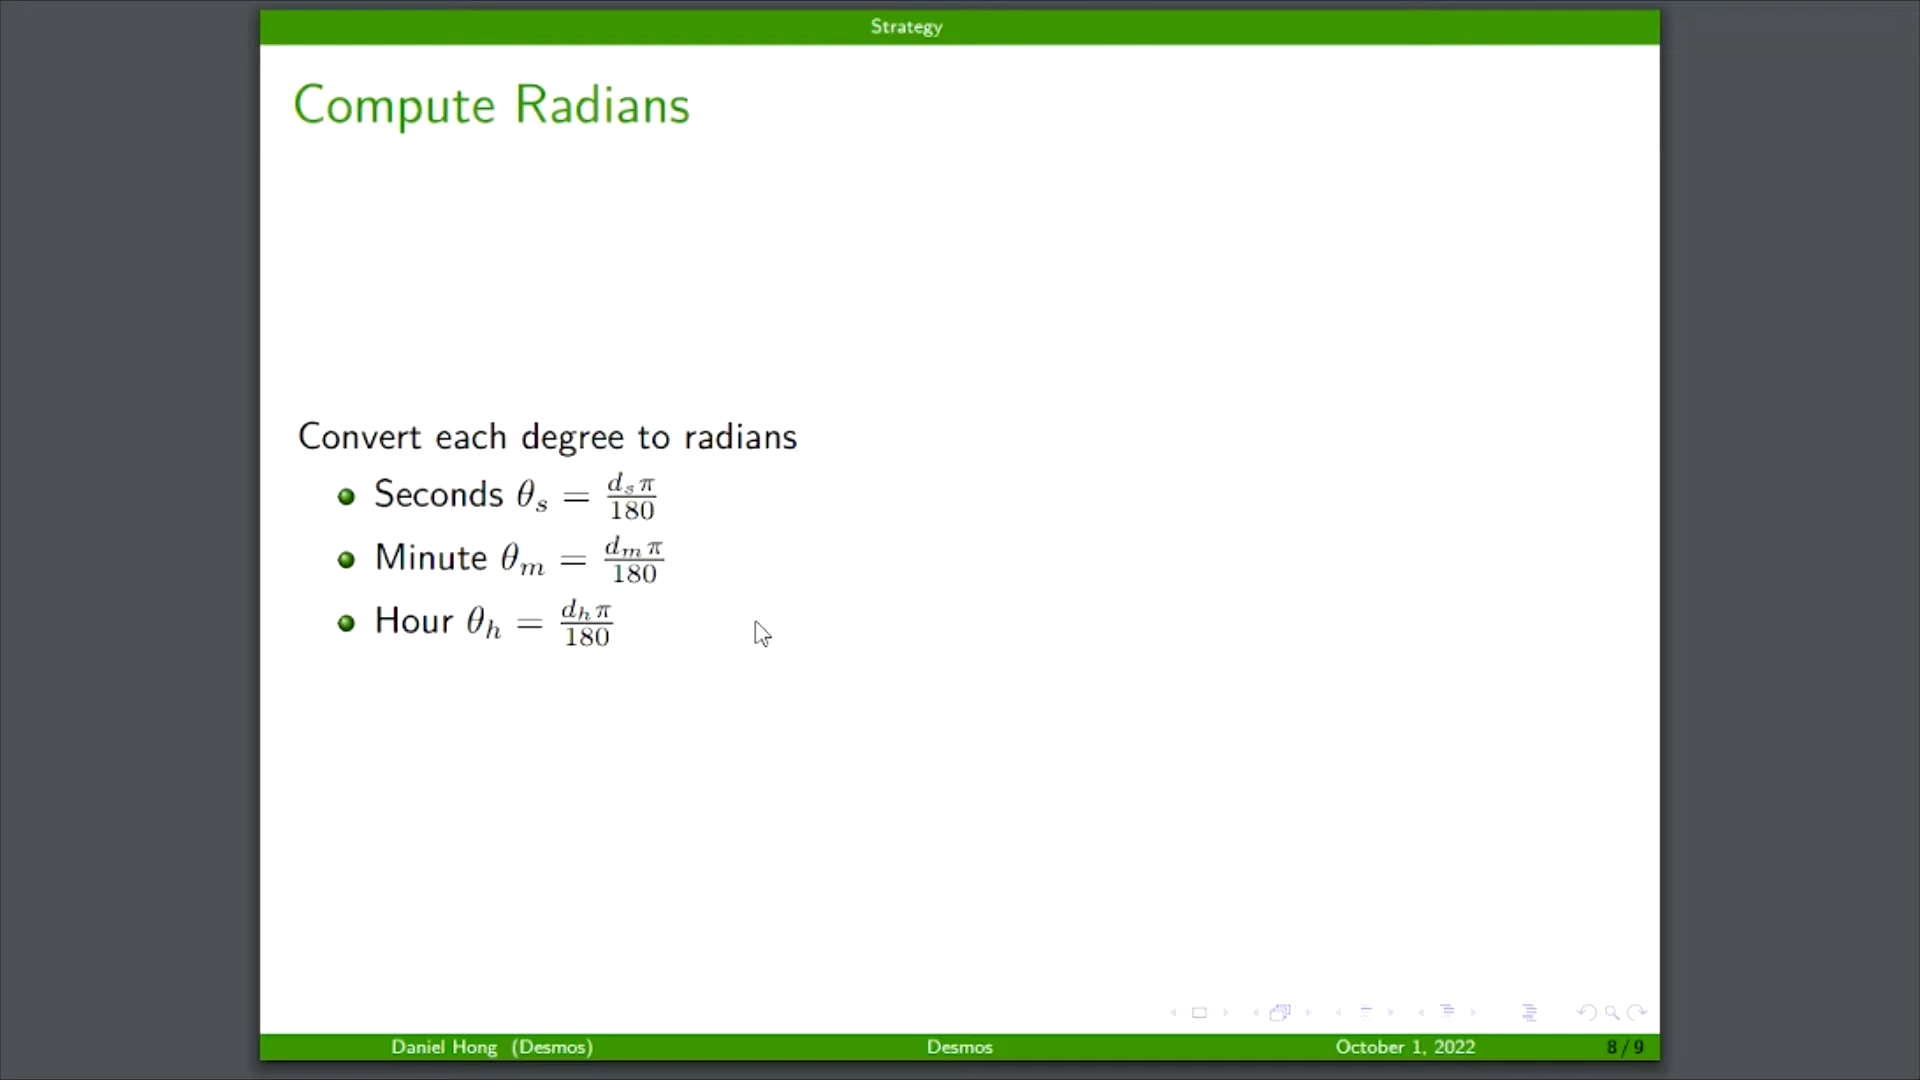 Strategy
Compute Radians
Convert each degree to radians
Seconds θ_s = d_s π / 180
Minute θ_m = d_m π / 180
Hour θ_h = d_h π / 180
Daniel Hong (Desmos) Desmos October 1, 2022 8 / 9